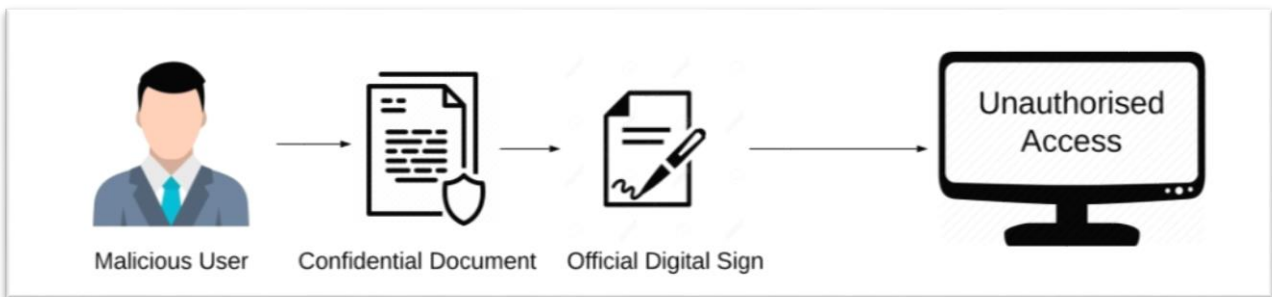 Unauthorised
Access
Malicious User
Confidential Document
Official Digital Sign